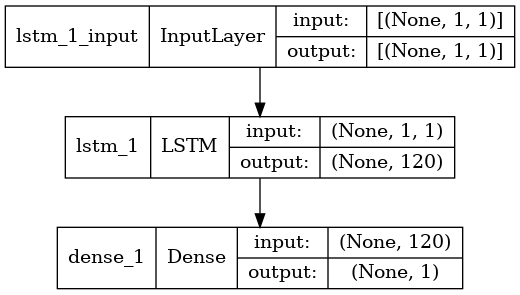 lstm_1_input InputLayer input: [(None, 1, 1)]
output: [(None, 1, 1)]
lstm_1 LSTM input: (None, 1, 1)
output: (None, 120)
dense_1 Dense input: (None, 120)
output: (None, 1)